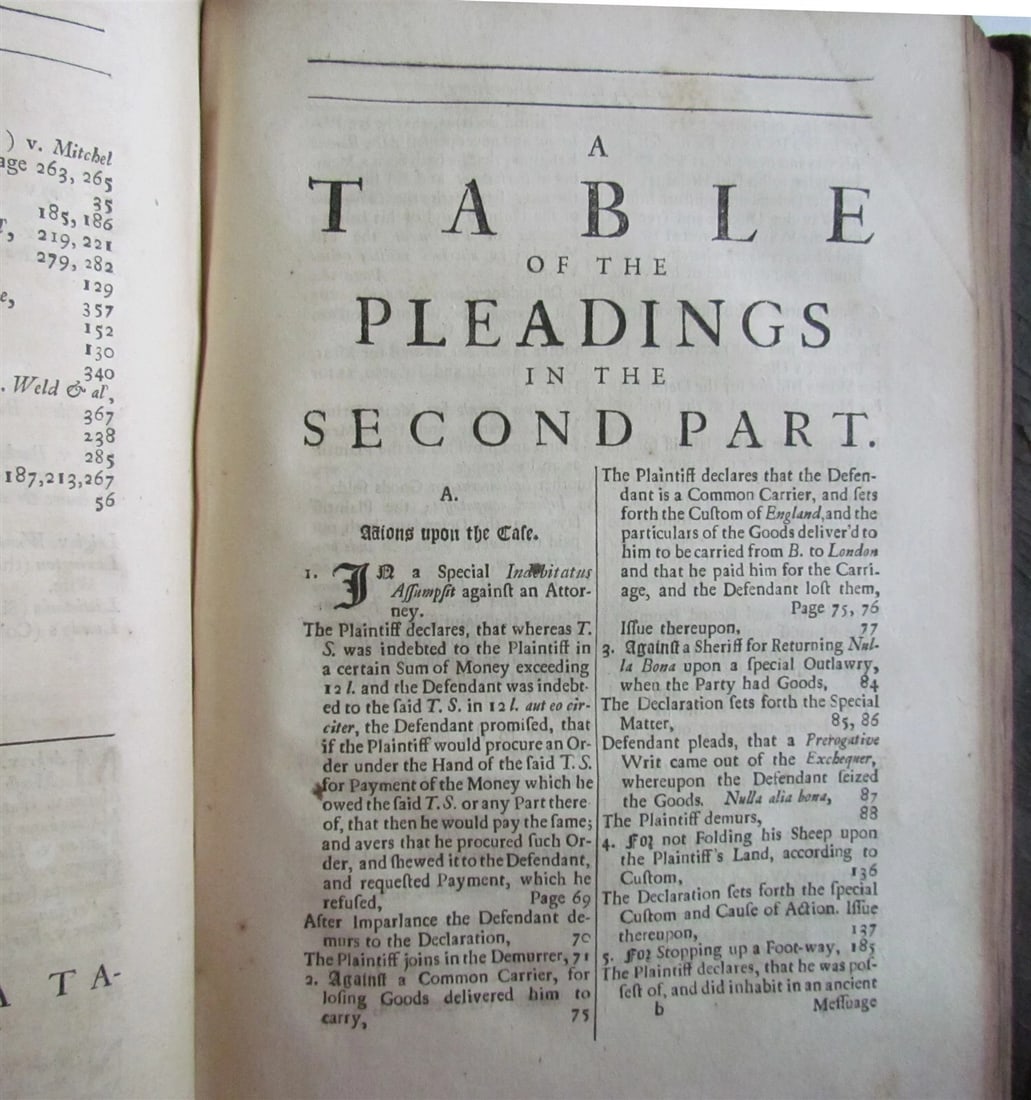 ) v. Mitchel
age 263, 265
35
185, 186
219, 221
279, 282
129
e,
357
152
130
340
. Weld & al',
367
238
285
187,213,267
56
TA-
A
TABLE
OF THE
PLEADINGS
IN THE
SECOND PART.
A.
Actions upon the Caſe.
1. IN a Special Indebitatus
Aſſumpſit againſt an Attor-
ney.
The Plaintiff declares, that whereas T.
S. was indebted to the Plaintiff in
a certain Sum of Money exceeding
12 l. and the Defendant was indebt-
ed to the ſaid T. S. in 12 l. aut eo cir-
citer, the Defendant promiſed, that
if the Plaintiff would procure an Or-
der under the Hand of the ſaid T. S.
for Payment of the Money which he
owed the ſaid T. S. or any Part there
of, that then he would pay the ſame;
and avers that he procured ſuch Or-
der, and ſhewed it to the Defendant,
and requeſted Payment, which he
refuſed, Page 69
After Imparlance the Defendant de-
murs to the Declaration, 70
The Plaintiff joins in the Demurrer, 71
2. Againſt a Common Carrier, for
loſing Goods delivered him to
carry, 75
The Plaintiff declares that the Defen-
dant is a Common Carrier, and ſets
forth the Cuſtom of England, and the
particulars of the Goods deliver'd to
him to be carried from B. to London
and that he paid him for the Carri-
age, and the Defendant loſt them,
Page 75, 76
Iſſue thereupon, 77
3. Againſt a Sheriff for Returning Nul-
la Bona upon a ſpecial Outlawry,
when the Party had Goods, 84
The Declaration ſets forth the Special
Matter, 85, 86
Defendant pleads, that a Prerogative
Writ came out of the Exchequer,
whereupon the Defendant ſeized
the Goods. Nulla alia bona, 87
The Plaintiff demurs, 88
4. For not Folding his Sheep upon
the Plaintiff's Land, according to
Cuſtom, 136
The Declaration ſets forth the ſpecial
Cuſtom and Cauſe of Action. Iſſue
thereupon, 137
5. For Stopping up a Foot-way, 185
The Plaintiff declares, that he was poſ-
ſeſt of, and did inhabit in an ancient
b Meſſuage